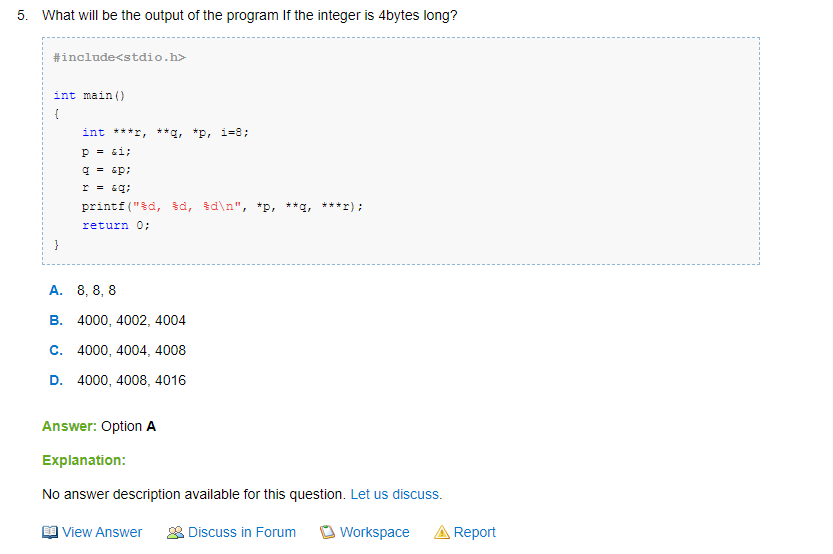 5. What will be the output of the program If the integer is 4bytes long?
#include<stdio.h>
int main()
{
int ***r, **q, *p, i=8;
p = &i;
q = &p;
r = &q;
printf("%d, %d, %d\n", *p, **q, ***r);
return 0;
}
A. 8, 8, 8
B. 4000, 4002, 4004
C. 4000, 4004, 4008
D. 4000, 4008, 4016
Answer: Option A
Explanation:
No answer description available for this question. Let us discuss.
View Answer Discuss in Forum Workspace Report